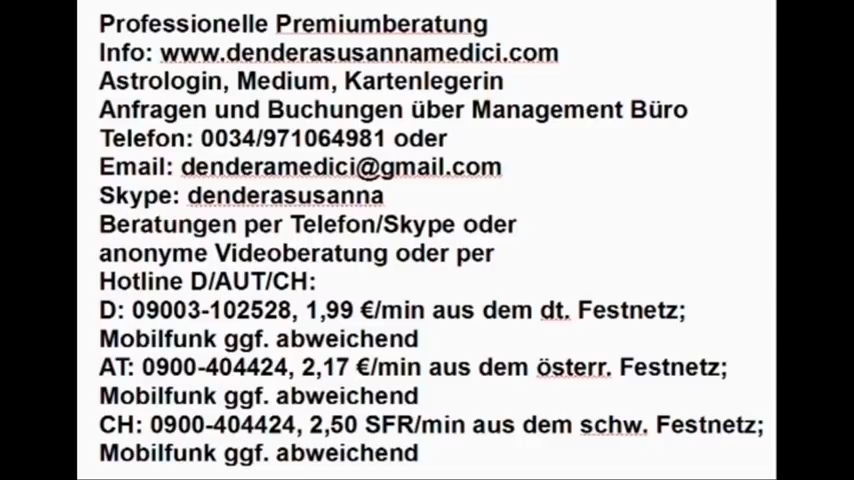 Professionelle Premiumberatung
Info: www.denderasusannamedici.com
Astrologin, Medium, Kartenlegerin
Anfragen und Buchungen über Management Büro
Telefon: 0034/971064981 oder
Email: denderamedici@gmail.com
Skype: denderasusanna
Beratungen per Telefon/Skype oder
anonyme Videoberatung oder per
Hotline D/AUT/CH:
D: 09003-102528, 1,99 €/min aus dem dt. Festnetz;
Mobilfunk ggf. abweichend
AT: 0900-404424, 2,17 €/min aus dem österr. Festnetz;
Mobilfunk ggf. abweichend
CH: 0900-404424, 2,50 SFR/min aus dem schw. Festnetz;
Mobilfunk ggf. abweichend